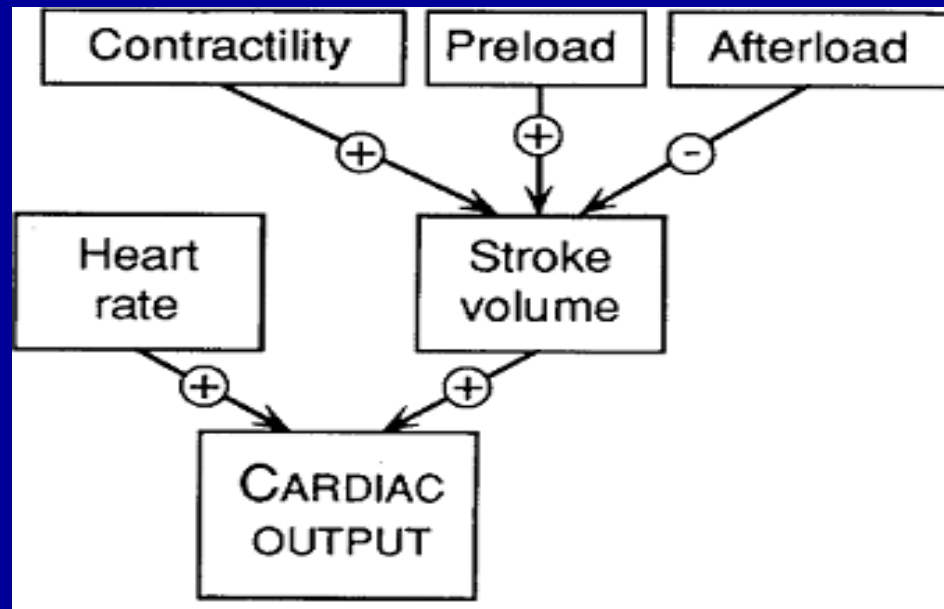 Contractility
Preload
Afterload
+
+
-
Heart
rate
Stroke
volume
+
+
CARDIAC
OUTPUT